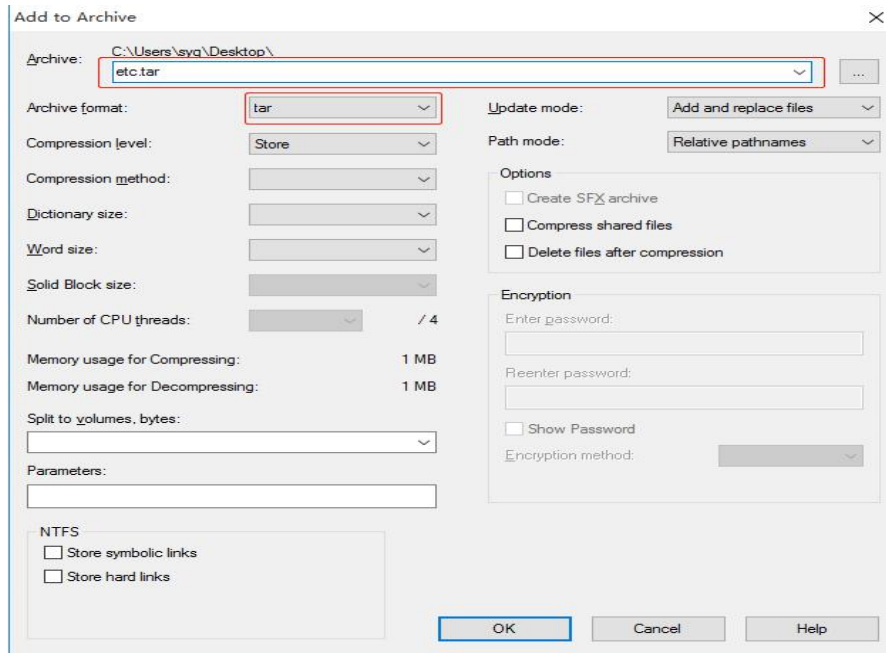 Add to Archive
Archive:
C:\Users\syq\Desktop\
etc.tar
...
Archive format:
tar
Compression level:
Store
Compression method:
Dictionary size:
Word size:
Solid Block size:
Number of CPU threads:
/ 4
Memory usage for Compressing:
1 MB
Memory usage for Decompressing:
1 MB
Split to volumes, bytes:
Parameters:
NTFS
Store symbolic links
Store hard links
Update mode:
Add and replace files
Path mode:
Relative pathnames
Options
Create SFX archive
Compress shared files
Delete files after compression
Encryption
Enter password:
Reenter password:
Show Password
Encryption method:
OK
Cancel
Help